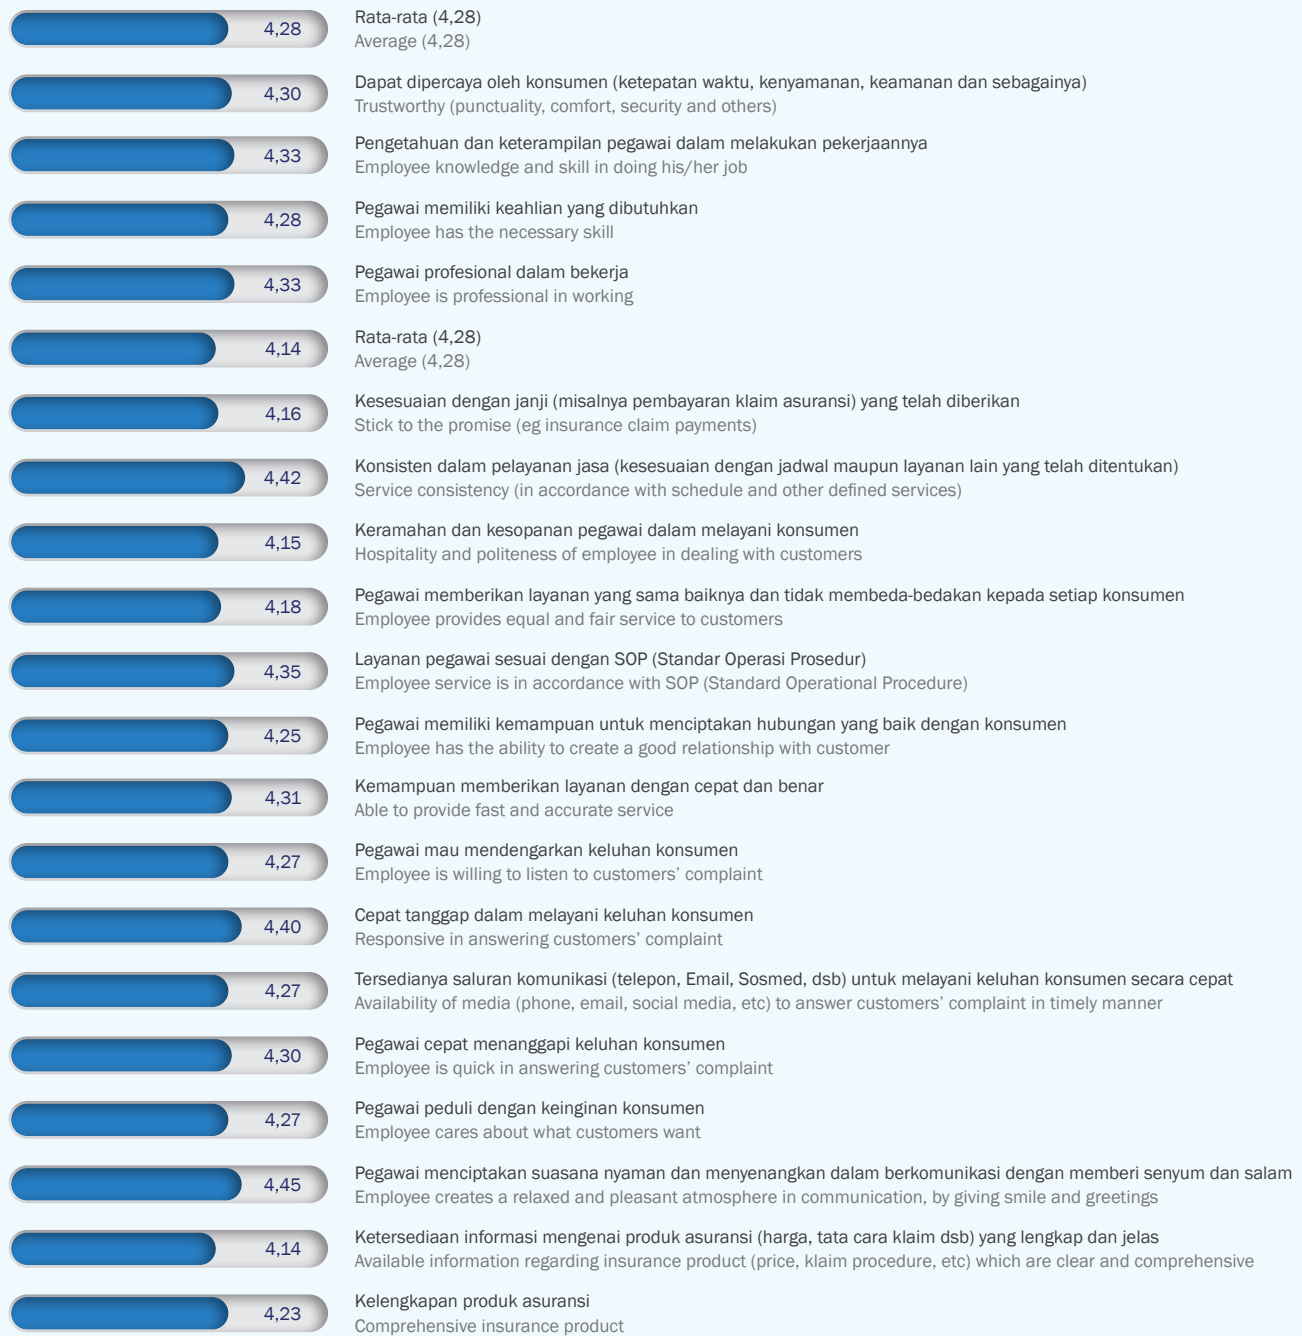 4,28
Rata-rata (4,28)
Average (4,28)
4,30
Dapat dipercaya oleh konsumen (ketepatan waktu, kenyamanan, keamanan dan sebagainya)
Trustworthy (punctuality, comfort, security and others)
4,33
Pengetahuan dan keterampilan pegawai dalam melakukan pekerjaannya
Employee knowledge and skill in doing his/her job
4,28
Pegawai memiliki keahlian yang dibutuhkan
Employee has the necessary skill
4,33
Pegawai profesional dalam bekerja
Employee is professional in working
4,14
Rata-rata (4,28)
Average (4,28)
4,16
Kesesuaian dengan janji (misalnya pembayaran klaim asuransi) yang telah diberikan
Stick to the promise (eg insurance claim payments)
4,42
Konsisten dalam pelayanan jasa (kesesuaian dengan jadwal maupun layanan lain yang telah ditentukan)
Service consistency (in accordance with schedule and other defined services)
4,15
Keramahan dan kesopanan pegawai dalam melayani konsumen
Hospitality and politeness of employee in dealing with customers
4,18
Pegawai memberikan layanan yang sama baiknya dan tidak membeda-bedakan kepada setiap konsumen
Employee provides equal and fair service to customers
4,35
Layanan pegawai sesuai dengan SOP (Standar Operasi Prosedur)
Employee service is in accordance with SOP (Standard Operational Procedure)
4,25
Pegawai memiliki kemampuan untuk menciptakan hubungan yang baik dengan konsumen
Employee has the ability to create a good relationship with customer
4,31
Kemampuan memberikan layanan dengan cepat dan benar
Able to provide fast and accurate service
4,27
Pegawai mau mendengarkan keluhan konsumen
Employee is willing to listen to customers’ complaint
4,40
Cepat tanggap dalam melayani keluhan konsumen
Responsive in answering customers’ complaint
4,27
Tersedianya saluran komunikasi (telepon, Email, Sosmed, dsb) untuk melayani keluhan konsumen secara cepat
Availability of media (phone, email, social media, etc) to answer customers’ complaint in timely manner
4,30
Pegawai cepat menanggapi keluhan konsumen
Employee is quick in answering customers’ complaint
4,27
Pegawai peduli dengan keinginan konsumen
Employee cares about what customers want
4,45
Pegawai menciptakan suasana nyaman dan menyenangkan dalam berkomunikasi dengan memberi senyum dan salam
Employee creates a relaxed and pleasant atmosphere in communication, by giving smile and greetings
4,14
Ketersediaan informasi mengenai produk asuransi (harga, tata cara klaim dsb) yang lengkap dan jelas
Available information regarding insurance product (price, klaim procedure, etc) which are clear and comprehensive
4,23
Kelengkapan produk asuransi
Comprehensive insurance product